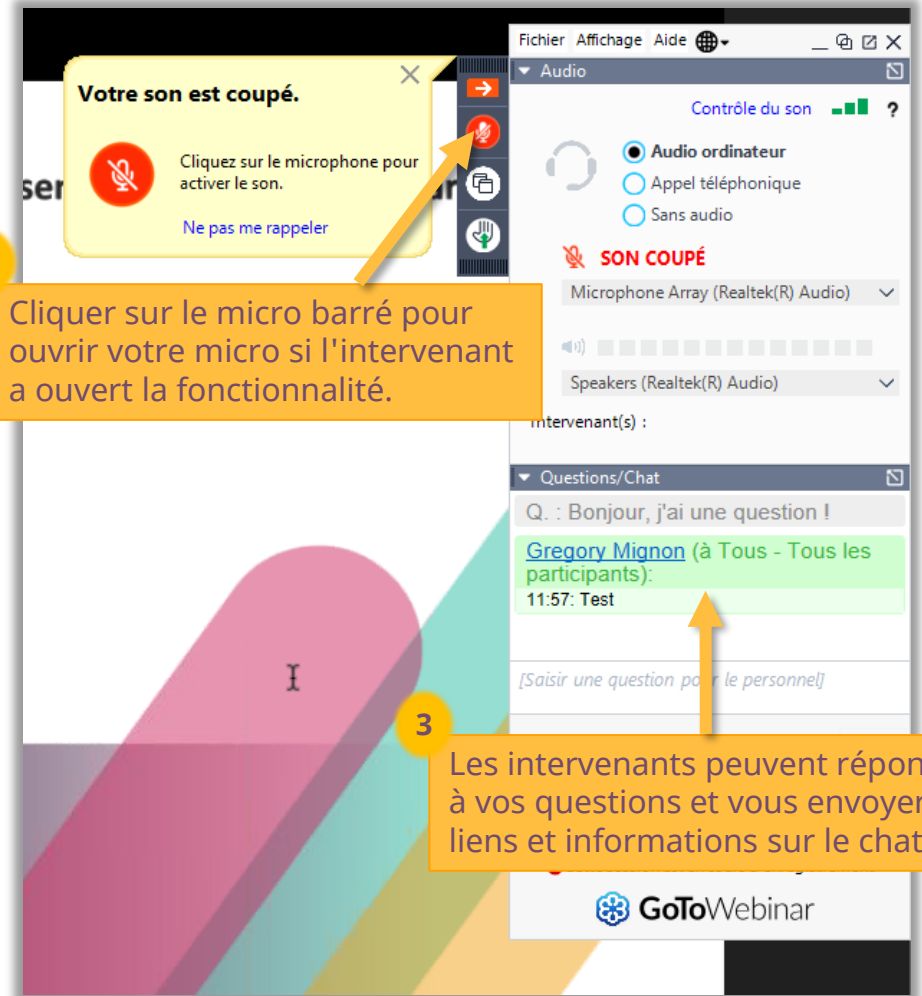 Fichier Affichage Aide
Audio
Votre son est coupé.
Contrôle du son ?
Cliquez sur le microphone pour
activer le son.
Ne pas me rappeler
Audio ordinateur
Appel téléphonique
Sans audio
SON COUPÉ
Microphone Array (Realtek(R) Audio)
Cliquer sur le micro barré pour
ouvrir votre micro si l'intervenant
a ouvert la fonctionnalité.
Speakers (Realtek(R) Audio)
Intervenant(s) :
Questions/Chat
Q. : Bonjour, j'ai une question !
Gregory Mignon (à Tous - Tous les
participants):
11:57: Test
[Saisir une question pour le personnel]
3
Les intervenants peuvent répon
à vos questions et vous envoyer
liens et informations sur le chat
GoToWebinar